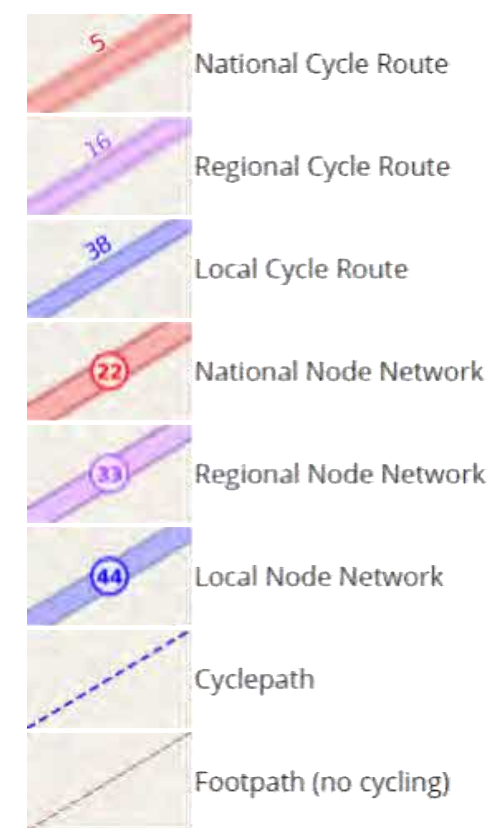 5
National Cycle Route
16
Regional Cycle Route
38
Local Cycle Route
22
National Node Network
33
Regional Node Network
44
Local Node Network
Cyclepath
Footpath (no cycling)